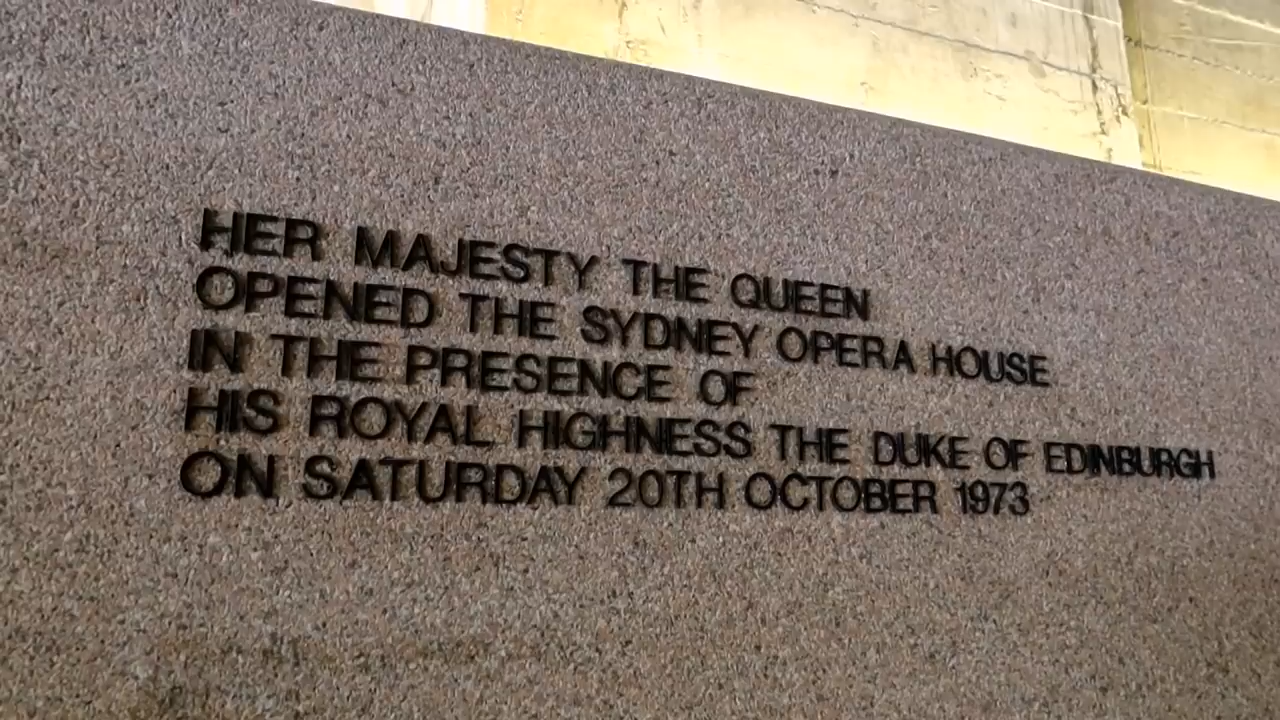 HER MAJESTY THE QUEEN
OPENED THE SYDNEY OPERA HOUSE
IN THE PRESENCE OF
HIS ROYAL HIGHNESS THE DUKE OF EDINBURGH
ON SATURDAY 20TH OCTOBER 1973